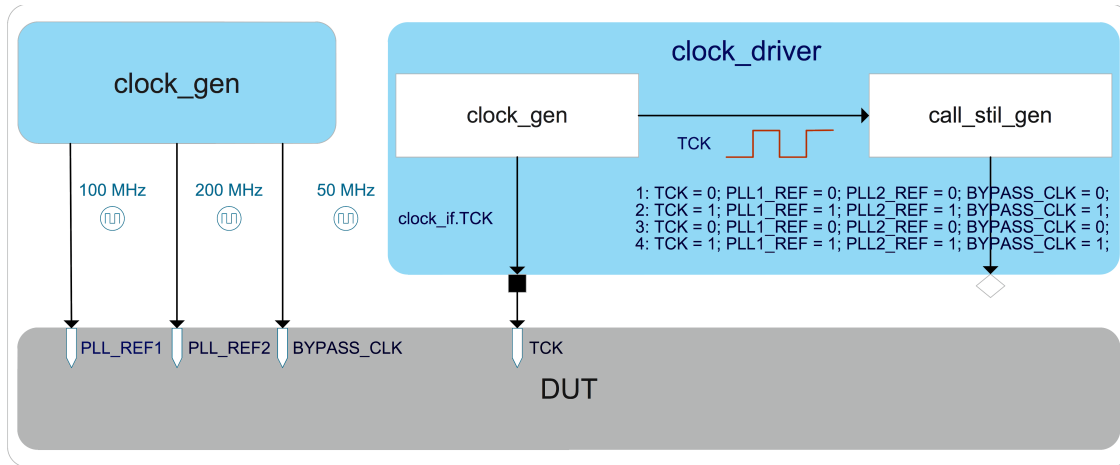 clock_gen
clock_driver
clock_gen
call_stil_gen
TCK
100 MHz
200 MHz
50 MHz
clock_if.TCK
1: TCK = 0; PLL1_REF = 0; PLL2_REF = 0; BYPASS_CLK = 0;
2: TCK = 1; PLL1_REF = 1; PLL2_REF = 1; BYPASS_CLK = 1;
3: TCK = 0; PLL1_REF = 0; PLL2_REF = 0; BYPASS_CLK = 0;
4: TCK = 1; PLL1_REF = 1; PLL2_REF = 1; BYPASS_CLK = 1;
PLL_REF1
PLL_REF2
BYPASS_CLK
TCK
DUT